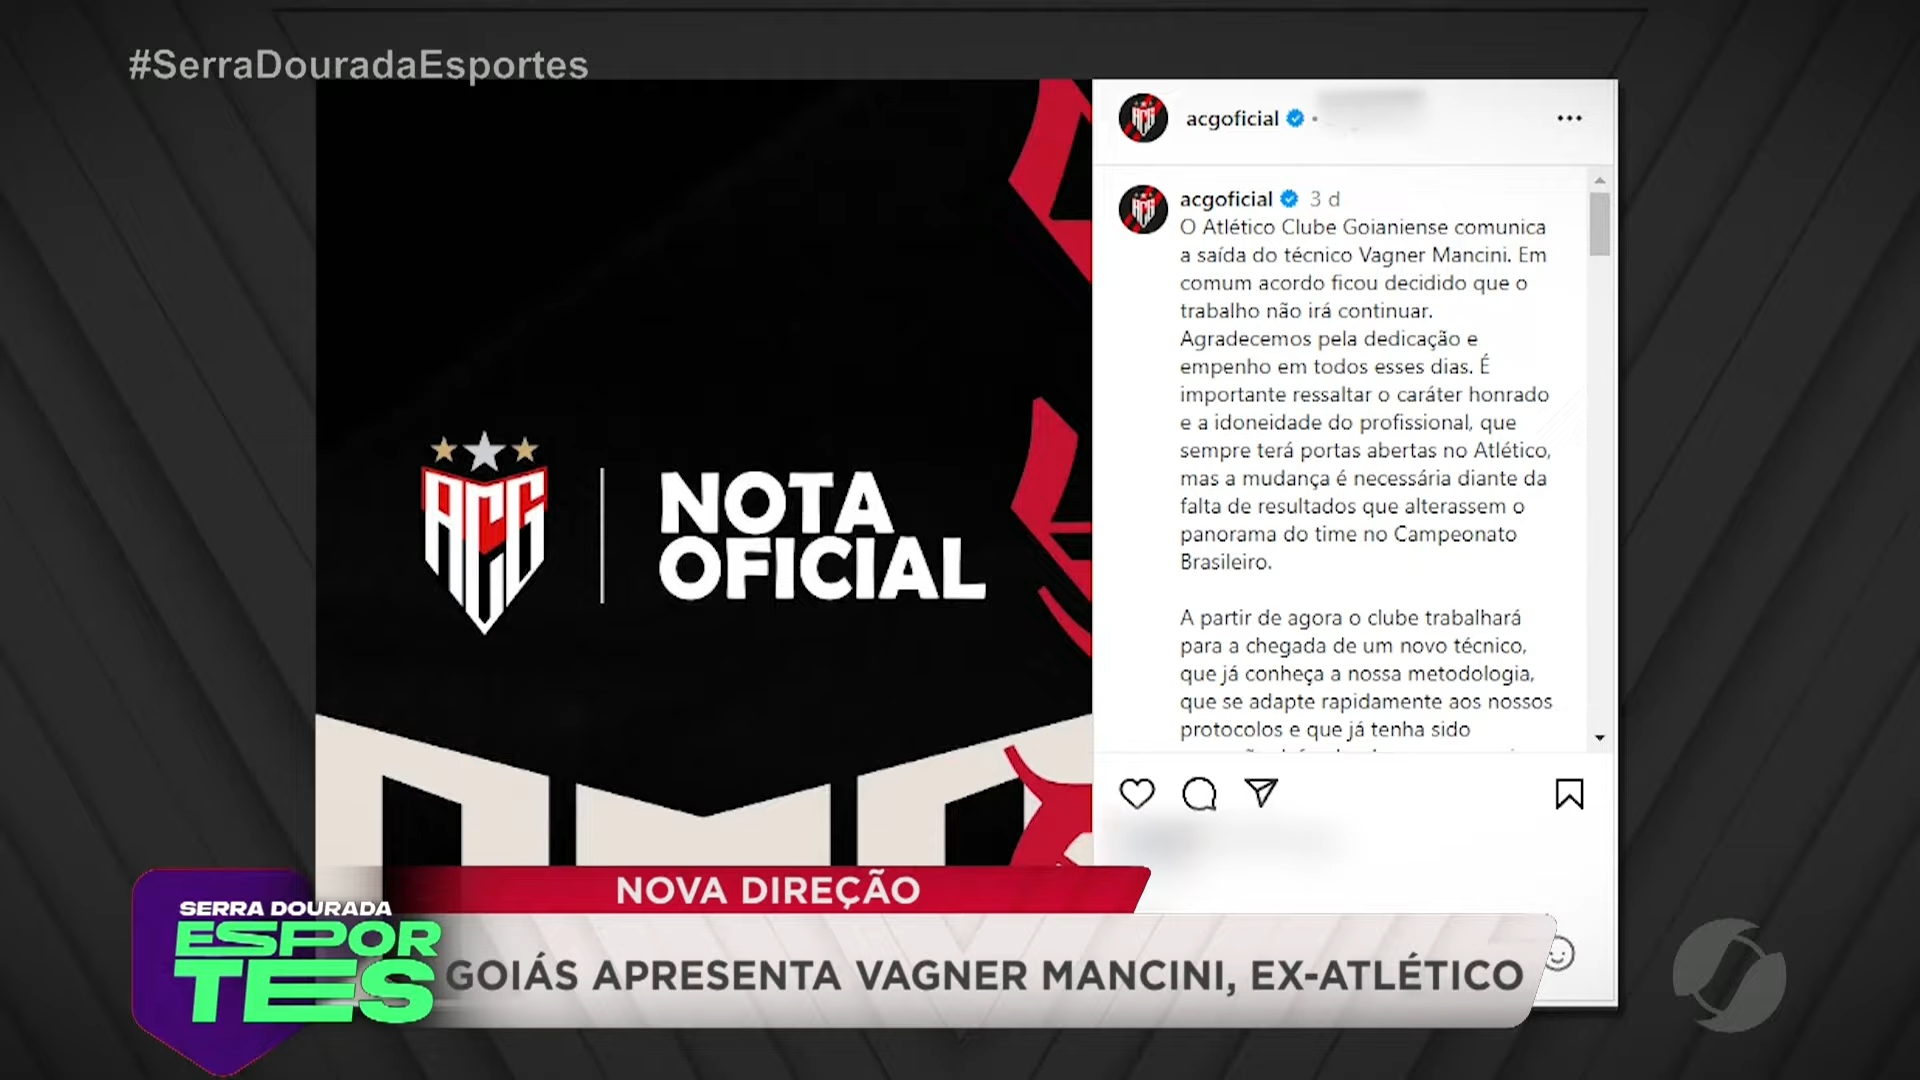 #SerraDouradaEsportes
acgoficial •
acgoficial 3 d
O Atlético Clube Goianiense comunica
a saída do técnico Vagner Mancini. Em
comum acordo ficou decidido que o
trabalho não irá continuar.
Agradecemos pela dedicação e
empenho em todos esses dias. É
importante ressaltar o caráter honrado
e a idoneidade do profissional, que
sempre terá portas abertas no Atlético,
mas a mudança é necessária diante da
falta de resultados que alterassem o
panorama do time no Campeonato
Brasileiro.
A partir de agora o clube trabalhará
para a chegada de um novo técnico,
que já conheça a nossa metodologia,
que se adapte rapidamente aos nossos
protocolos e que já tenha sido
ACG
NOTA
OFICIAL
NOVA DIREÇÃO
GOIÁS APRESENTA VAGNER MANCINI, EX-ATLÉTICO
SERRA DOURADA
ESPOR
TES